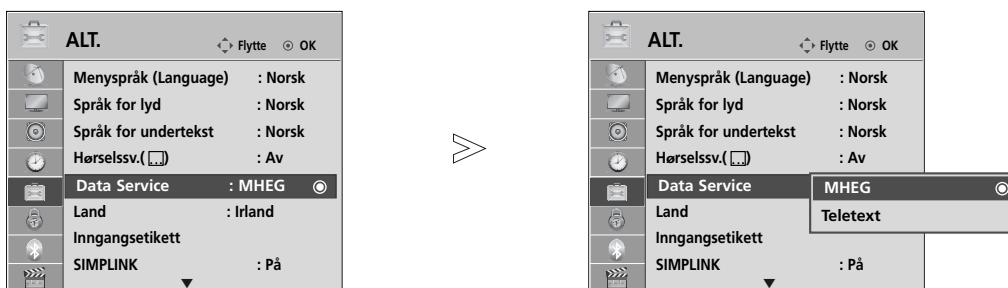 ALT.
Flytte OK
Menyspråk (Language) : Norsk
Språk for lyd : Norsk
Språk for undertekst : Norsk
Hørselssv.( ) : Av
Data Service : MHEG
Land : Irland
Inngangsetikett
SIMPLINK : På
ALT.
Flytte OK
Menyspråk (Language) : Norsk
Språk for lyd : Norsk
Språk for undertekst : Norsk
Hørselssv.( ) : Av
Data Service
MHEG
Land
Teletext
Inngangsetikett
SIMPLINK : På